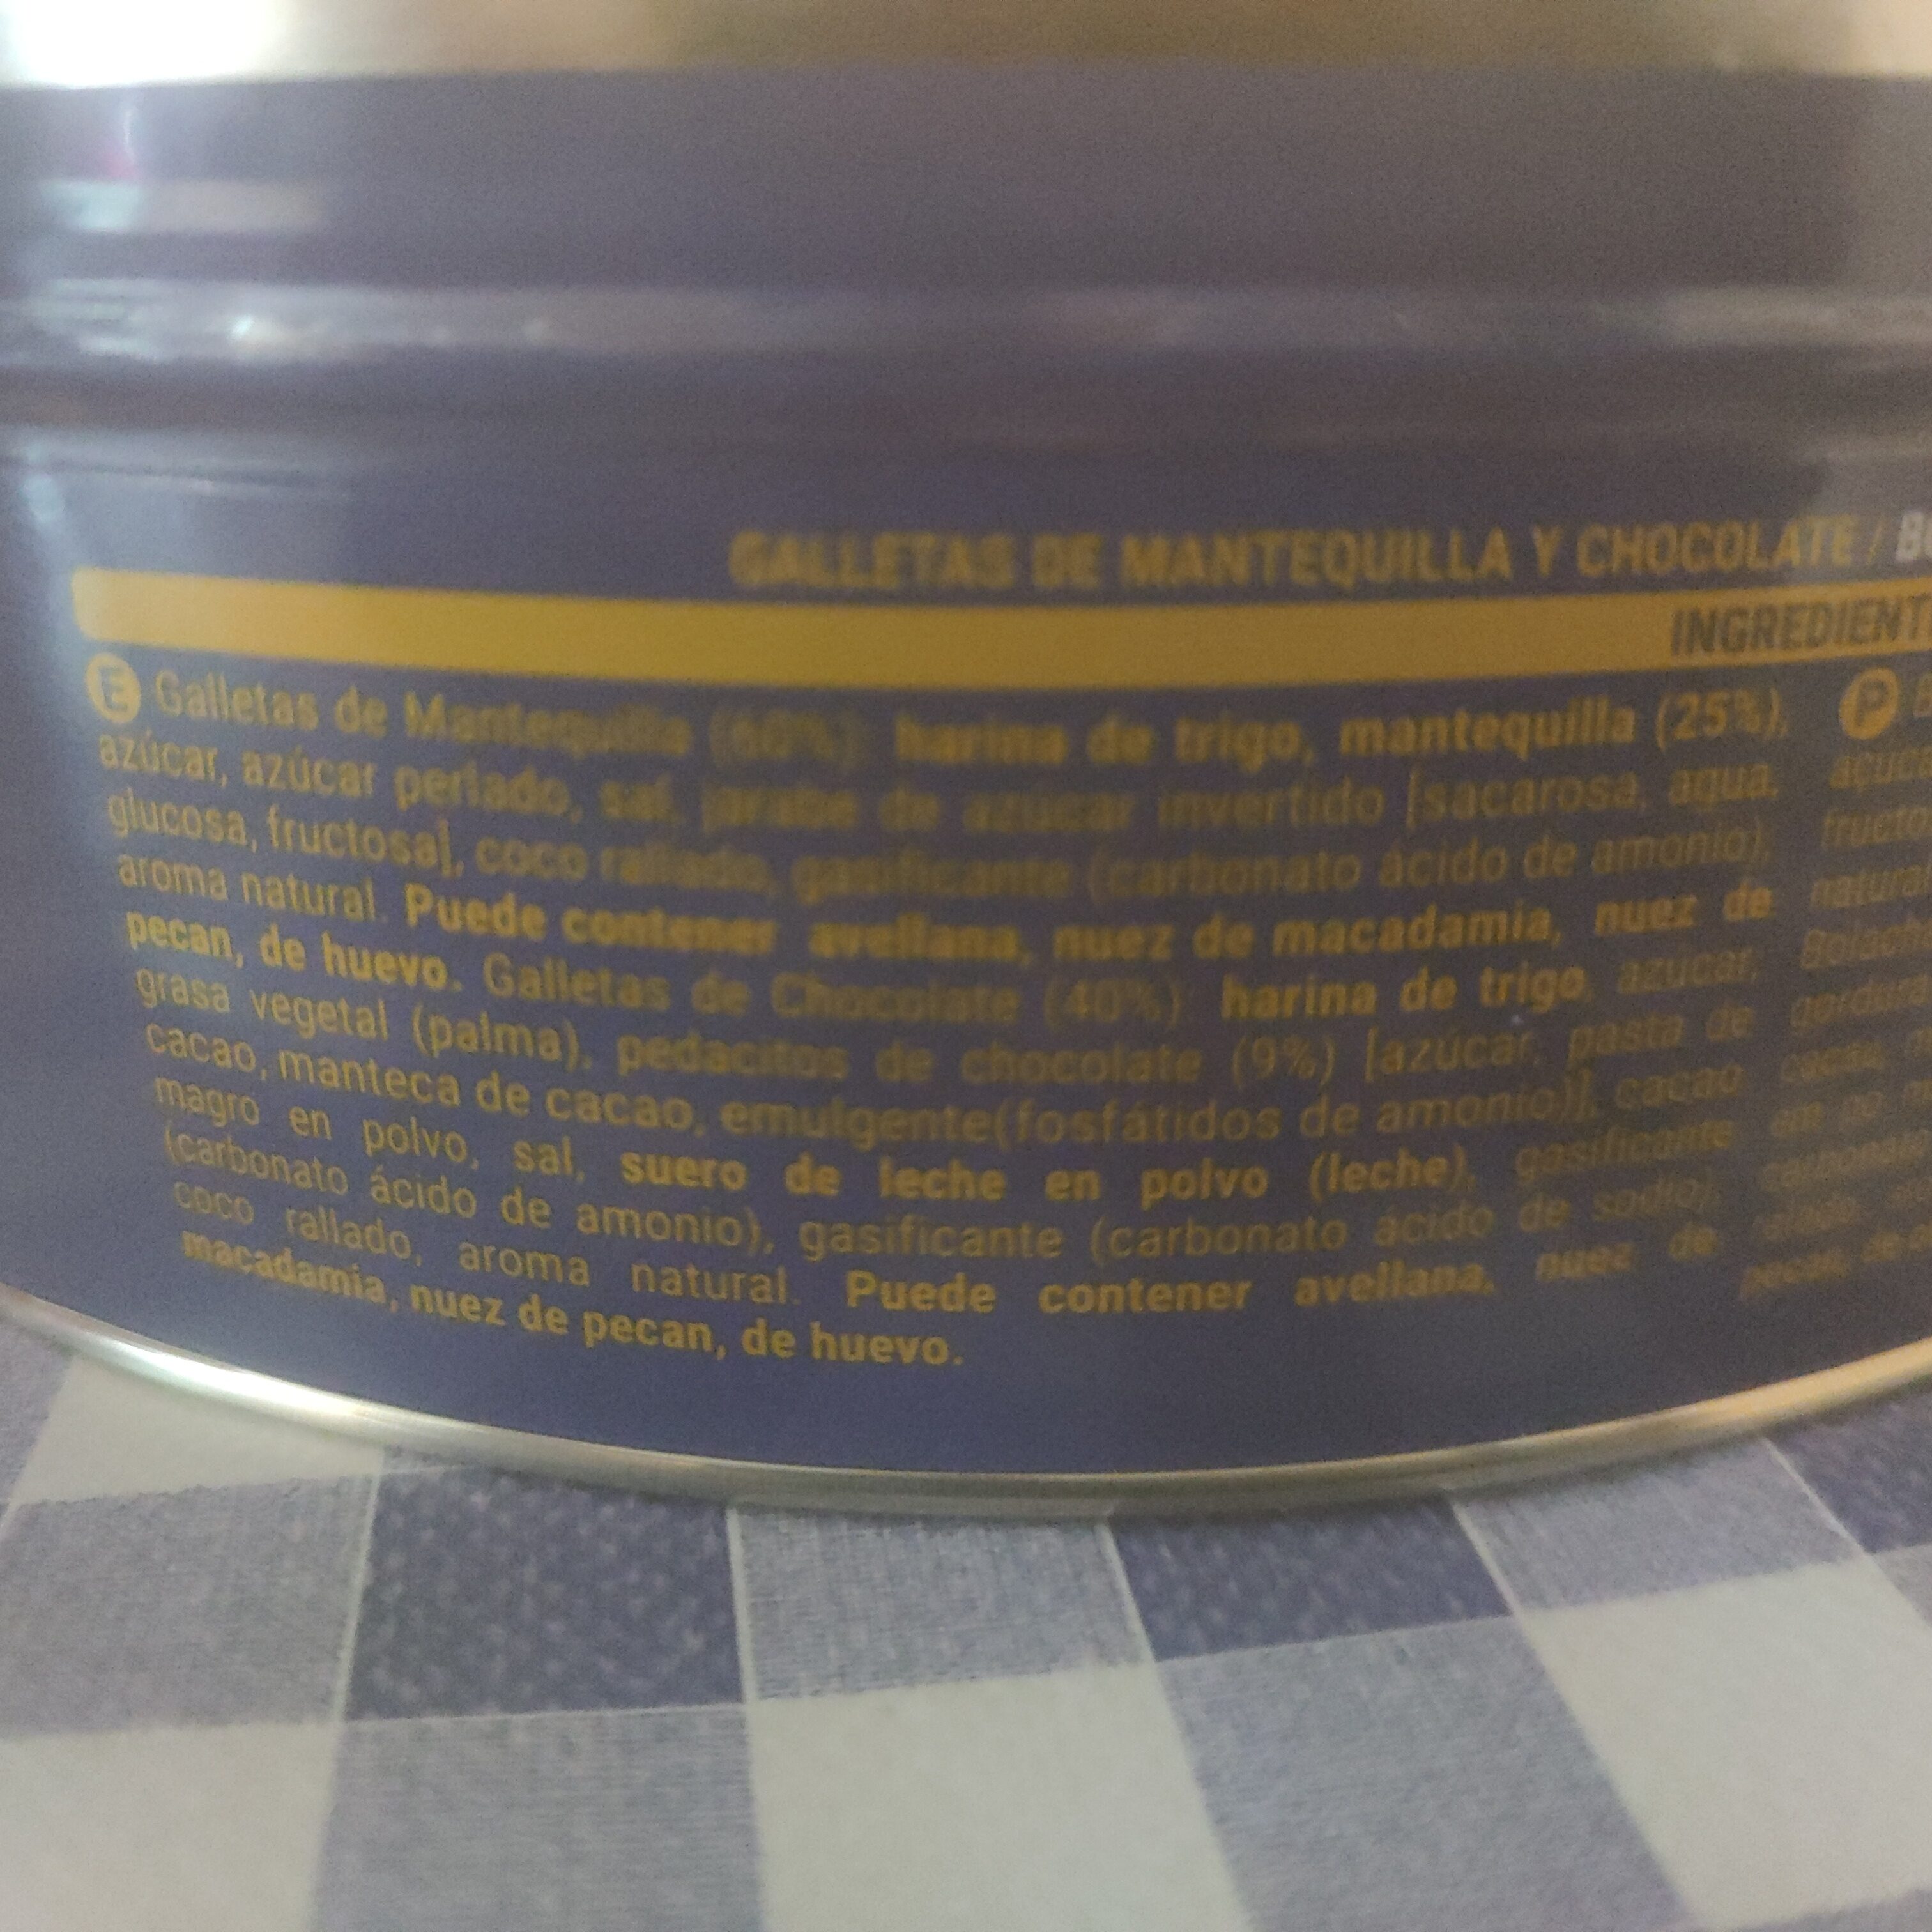 GALLETAS DE MANTEQUILLA Y CHOCOLATE /
INGREDIENT
E Galletas de Mantequilla (60%): harina de trigo, mantequilla (25%),
azúcar, azúcar perlado, sal, jarabe de azúcar invertido [sacarosa, agua,
glucosa, fructosa], coco rallado, gasificante (carbonato ácido de amonio),
aroma natural. Puede contener avellana, nuez de macadamia, nuez de
pecan, de huevo. Galletas de Chocolate (40%): harina de trigo, azúcar,
grasa vegetal (palma), pedacitos de chocolate (9%) [azúcar, pasta de
cacao, manteca de cacao, emulgente(fosfátidos de amonio)], cacao
magro en polvo, sal, suero de leche en polvo (leche), gasificante
(carbonato ácido de amonio), gasificante (carbonato ácido de sodio),
coco rallado, aroma natural. Puede contener avellana, nuez de
macadamia, nuez de pecan, de huevo.
P